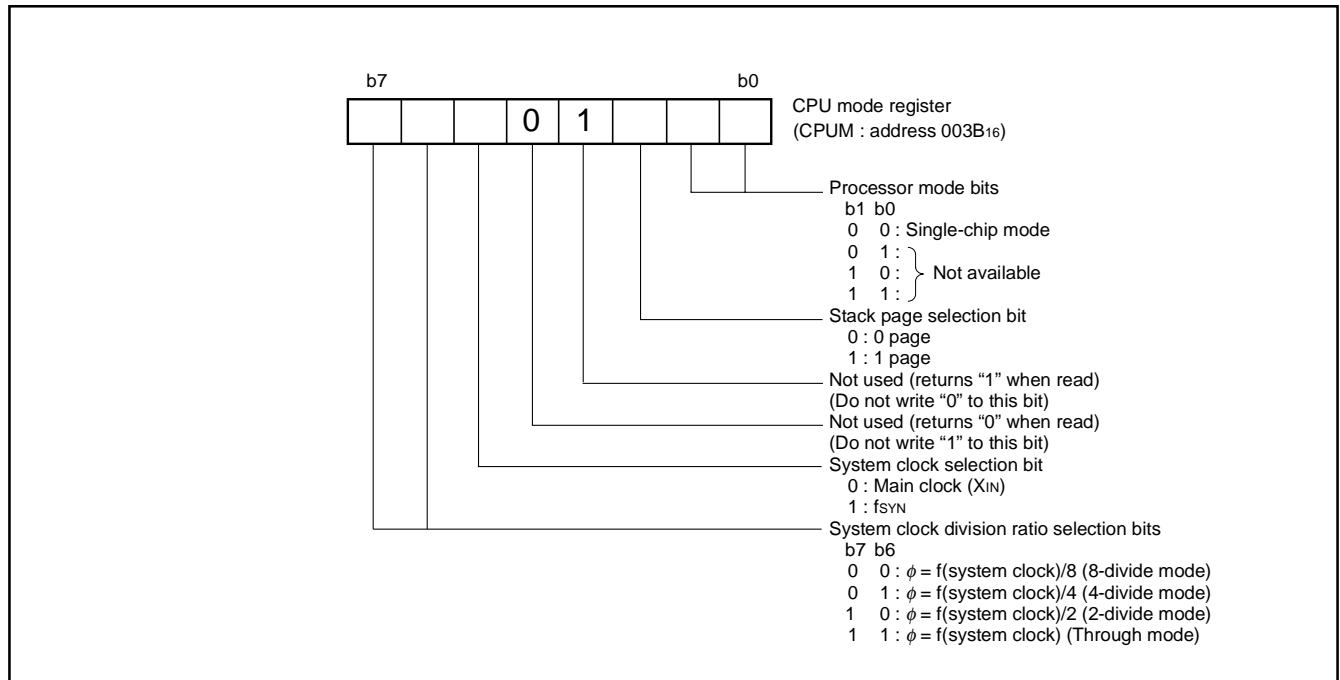 b7 b0
0 1
CPU mode register
(CPUM : address 003B16)
Processor mode bits
b1 b0
0 0 : Single-chip mode
0 1 :
1 0 : Not available
1 1 :
Stack page selection bit
0 : 0 page
1 : 1 page
Not used (returns “1” when read)
(Do not write “0” to this bit)
Not used (returns “0” when read)
(Do not write “1” to this bit)
System clock selection bit
0 : Main clock (XIN)
1 : fSYN
System clock division ratio selection bits
b7 b6
0 0 : ϕ = f(system clock)/8 (8-divide mode)
0 1 : ϕ = f(system clock)/4 (4-divide mode)
1 0 : ϕ = f(system clock)/2 (2-divide mode)
1 1 : ϕ = f(system clock) (Through mode)